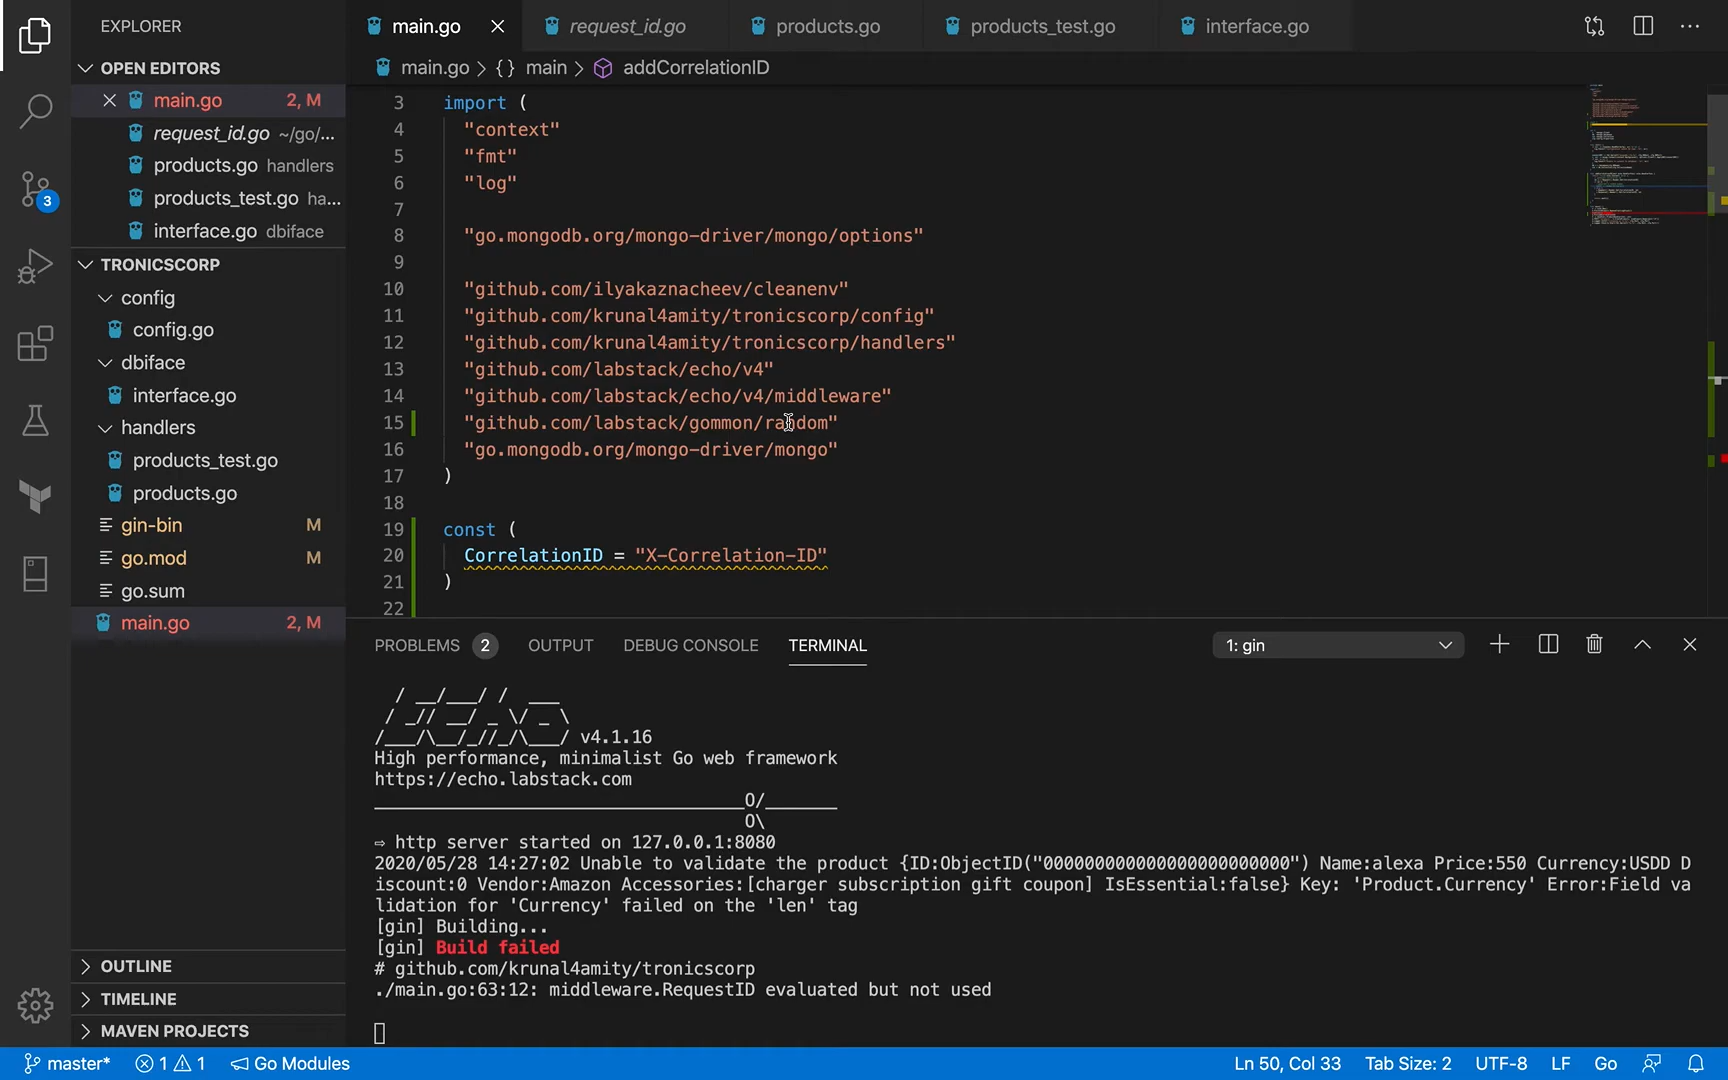 EXPLORER
OPEN EDITORS
main.go 2, M
request_id.go ~/go/...
products.go handlers
products_test.go ha...
interface.go dbiface
TRONICSCORP
config
config.go
dbiface
interface.go
handlers
products_test.go
products.go
gin-bin M
go.mod M
go.sum
main.go 2, M
OUTLINE
TIMELINE
MAVEN PROJECTS
3
main.go
request_id.go
products.go
products_test.go
interface.go
main.go > {} main > addCorrelationID
3 import (
4 "context"
5 "fmt"
6 "log"
7
8 "go.mongodb.org/mongo-driver/mongo/options"
9
10 "github.com/ilyakaznacheev/cleanenv"
11 "github.com/krunal4amity/tronicscorp/config"
12 "github.com/krunal4amity/tronicscorp/handlers"
13 "github.com/labstack/echo/v4"
14 "github.com/labstack/echo/v4/middleware"
15 "github.com/labstack/gommon/random"
16 "go.mongodb.org/mongo-driver/mongo"
17 )
18
19 const (
20 CorrelationID = "X-Correlation-ID"
21 )
22
PROBLEMS 2 OUTPUT DEBUG CONSOLE TERMINAL 1: gin
v4.1.16
High performance, minimalist Go web framework
https://echo.labstack.com
____________________________________O/_______
                                    O\
⇨ http server started on 127.0.0.1:8080
2020/05/28 14:27:02 Unable to validate the product {ID:ObjectID("000000000000000000000000") Name:alexa Price:550 Currency:USDD D
iscount:0 Vendor:Amazon Accessories:[charger subscription gift coupon] IsEssential:false} Key: 'Product.Currency' Error:Field va
lidation for 'Currency' failed on the 'len' tag
[gin] Building...
[gin] Build failed
# github.com/krunal4amity/tronicscorp
./main.go:63:12: middleware.RequestID evaluated but not used
master* 1 1 Go Modules Ln 50, Col 33 Tab Size: 2 UTF-8 LF Go